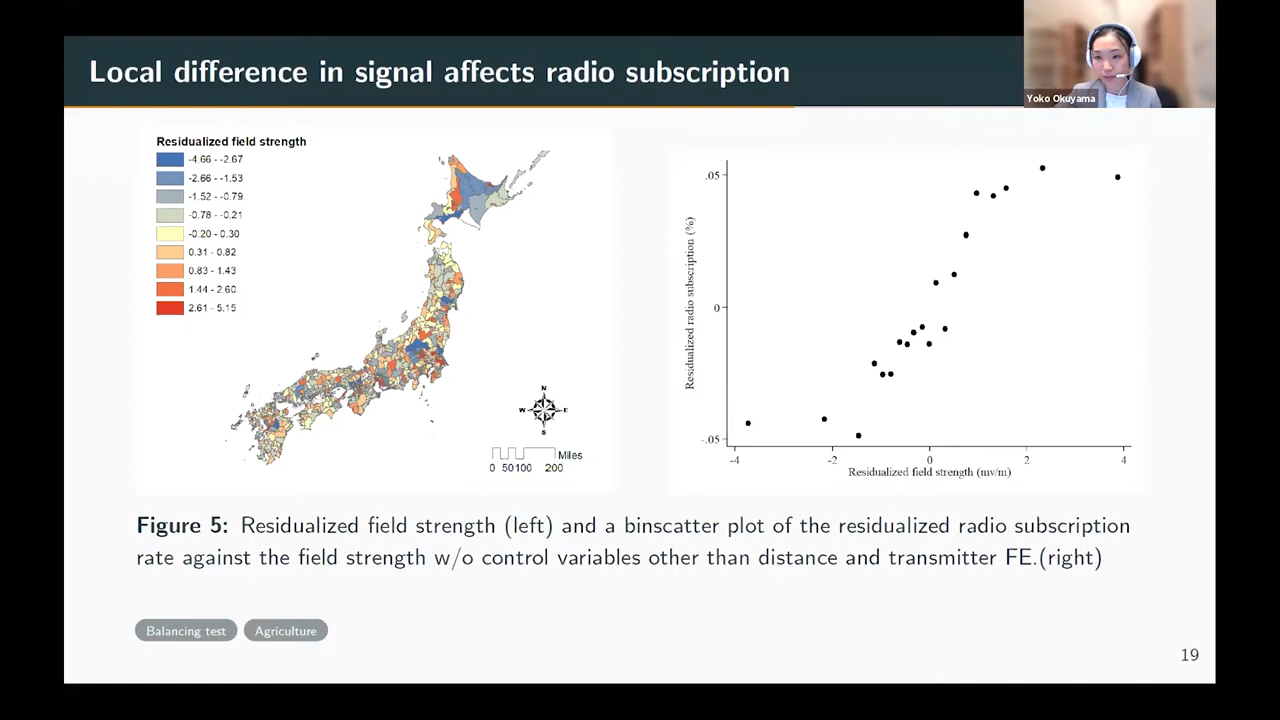 Local difference in signal affects radio subscription
Yoko Okuyama
Residualized field strength
-4.66 - -2.67
-2.66 - -1.53
-1.52 - -0.79
-0.78 - -0.21
-0.20 - 0.30
0.31 - 0.82
0.83 - 1.43
1.44 - 2.60
2.61 - 5.15
N
W
E
S
Miles
0 50 100 200
Residualized radio subscription (%)
.05
0
-.05
-4 -2 0 2 4
Residualized field strength (mv/m)
Figure 5: Residualized field strength (left) and a binscatter plot of the residualized radio subscription
rate against the field strength w/o control variables other than distance and transmitter FE.(right)
Balancing test
Agriculture
19